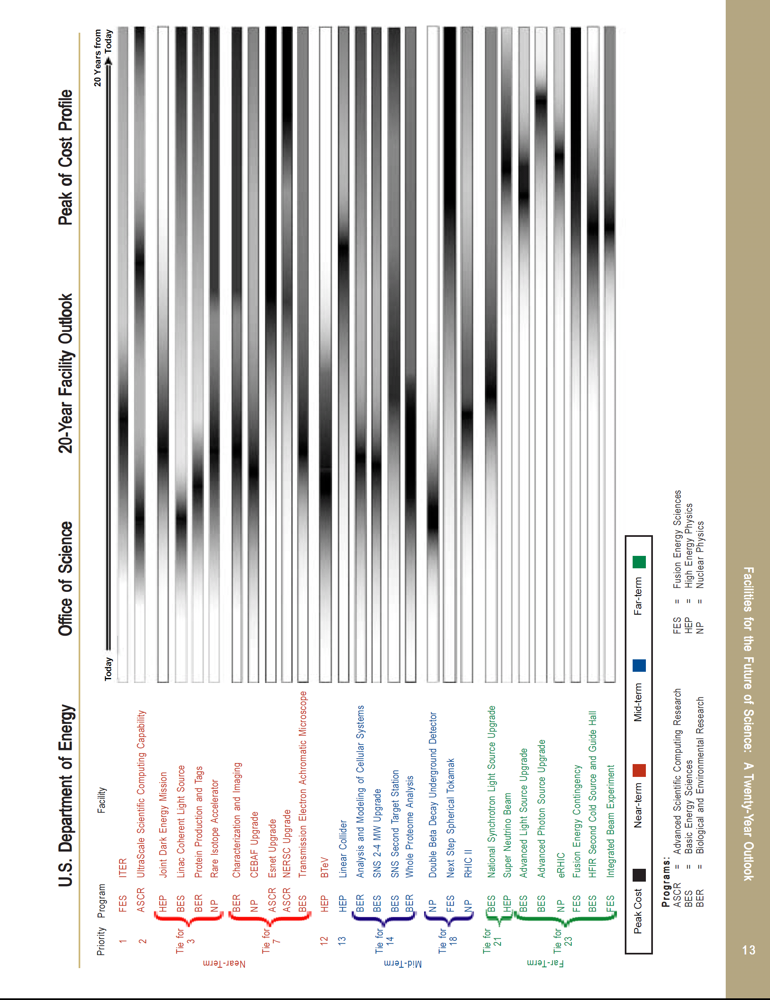 U.S. Department of Energy Office of Science 20-Year Facility Outlook Peak of Cost Profile
Priority Program Facility
Today 20 Years from Today
Near-Term
1 FES ITER
2 ASCR UltraScale Scientific Computing Capability
Tie for 3
HEP Joint Dark Energy Mission
BES Linac Coherent Light Source
BER Protein Production and Tags
NP Rare Isotope Accelerator
Tie for 7
BER Characterization and Imaging
NP CEBAF Upgrade
ASCR Esnet Upgrade
ASCR NERSC Upgrade
BES Transmission Electron Achromatic Microscope
12 HEP BTeV
Mid-Term
13 HEP Linear Collider
Tie for 14
BER Analysis and Modeling of Cellular Systems
BES SNS 2-4 MW Upgrade
BES SNS Second Target Station
BER Whole Proteome Analysis
Tie for 18
NP Double Beta Decay Underground Detector
FES Next Step Spherical Tokamak
NP RHIC II
Far-Term
Tie for 21
BES National Synchrotron Light Source Upgrade
HEP Super Neutrino Beam
Tie for 23
BES Advanced Light Source Upgrade
BES Advanced Photon Source Upgrade
NP eRHIC
FES Fusion Energy Contingency
BES HFIR Second Cold Source and Guide Hall
FES Integrated Beam Experiment
Peak Cost Near-term Mid-term Far-term
Programs:
ASCR = Advanced Scientific Computing Research FES = Fusion Energy Sciences
BES = Basic Energy Sciences HEP = High Energy Physics
BER = Biological and Environmental Research NP = Nuclear Physics
Facilities for the Future of Science: A Twenty-Year Outlook
13